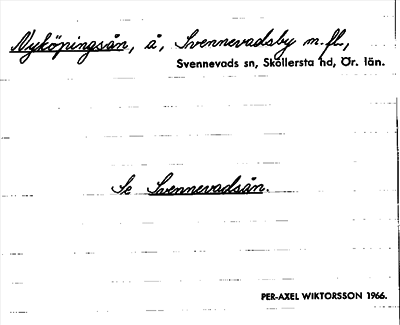 Nyköpingsån, å, Svennevadsby m.fl.,
Svennevads sn, Sköllersta hd, Ör. län.
Se Svennevadsån.
PER-AXEL WIKTORSSON 1966.